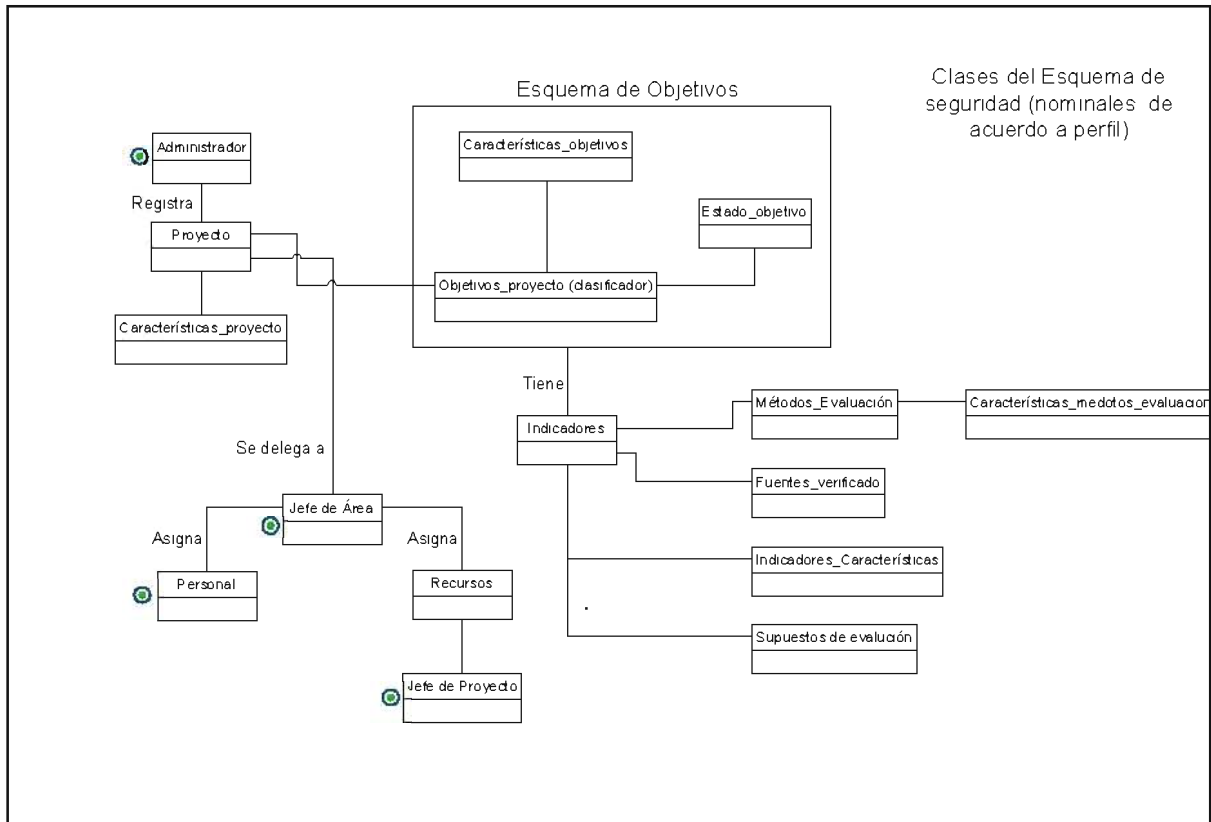 Clases del Esquema de
seguridad (nominales de
acuerdo a perfil)
Esquema de Objetivos
Administrador
Características_objetivos
Registra
Estado_objetivo
Proyecto
Objetivos_proyecto (clasificador)
Características_proyecto
Tiene
Métodos_Evaluación
Características_medotos_evaluacion
Indicadores
Se delega a
Fuentes_verificado
Jefe de Área
Asigna
Asigna
Indicadores_Características
Personal
Recursos
Supuestos de evalución
Jefe de Proyecto